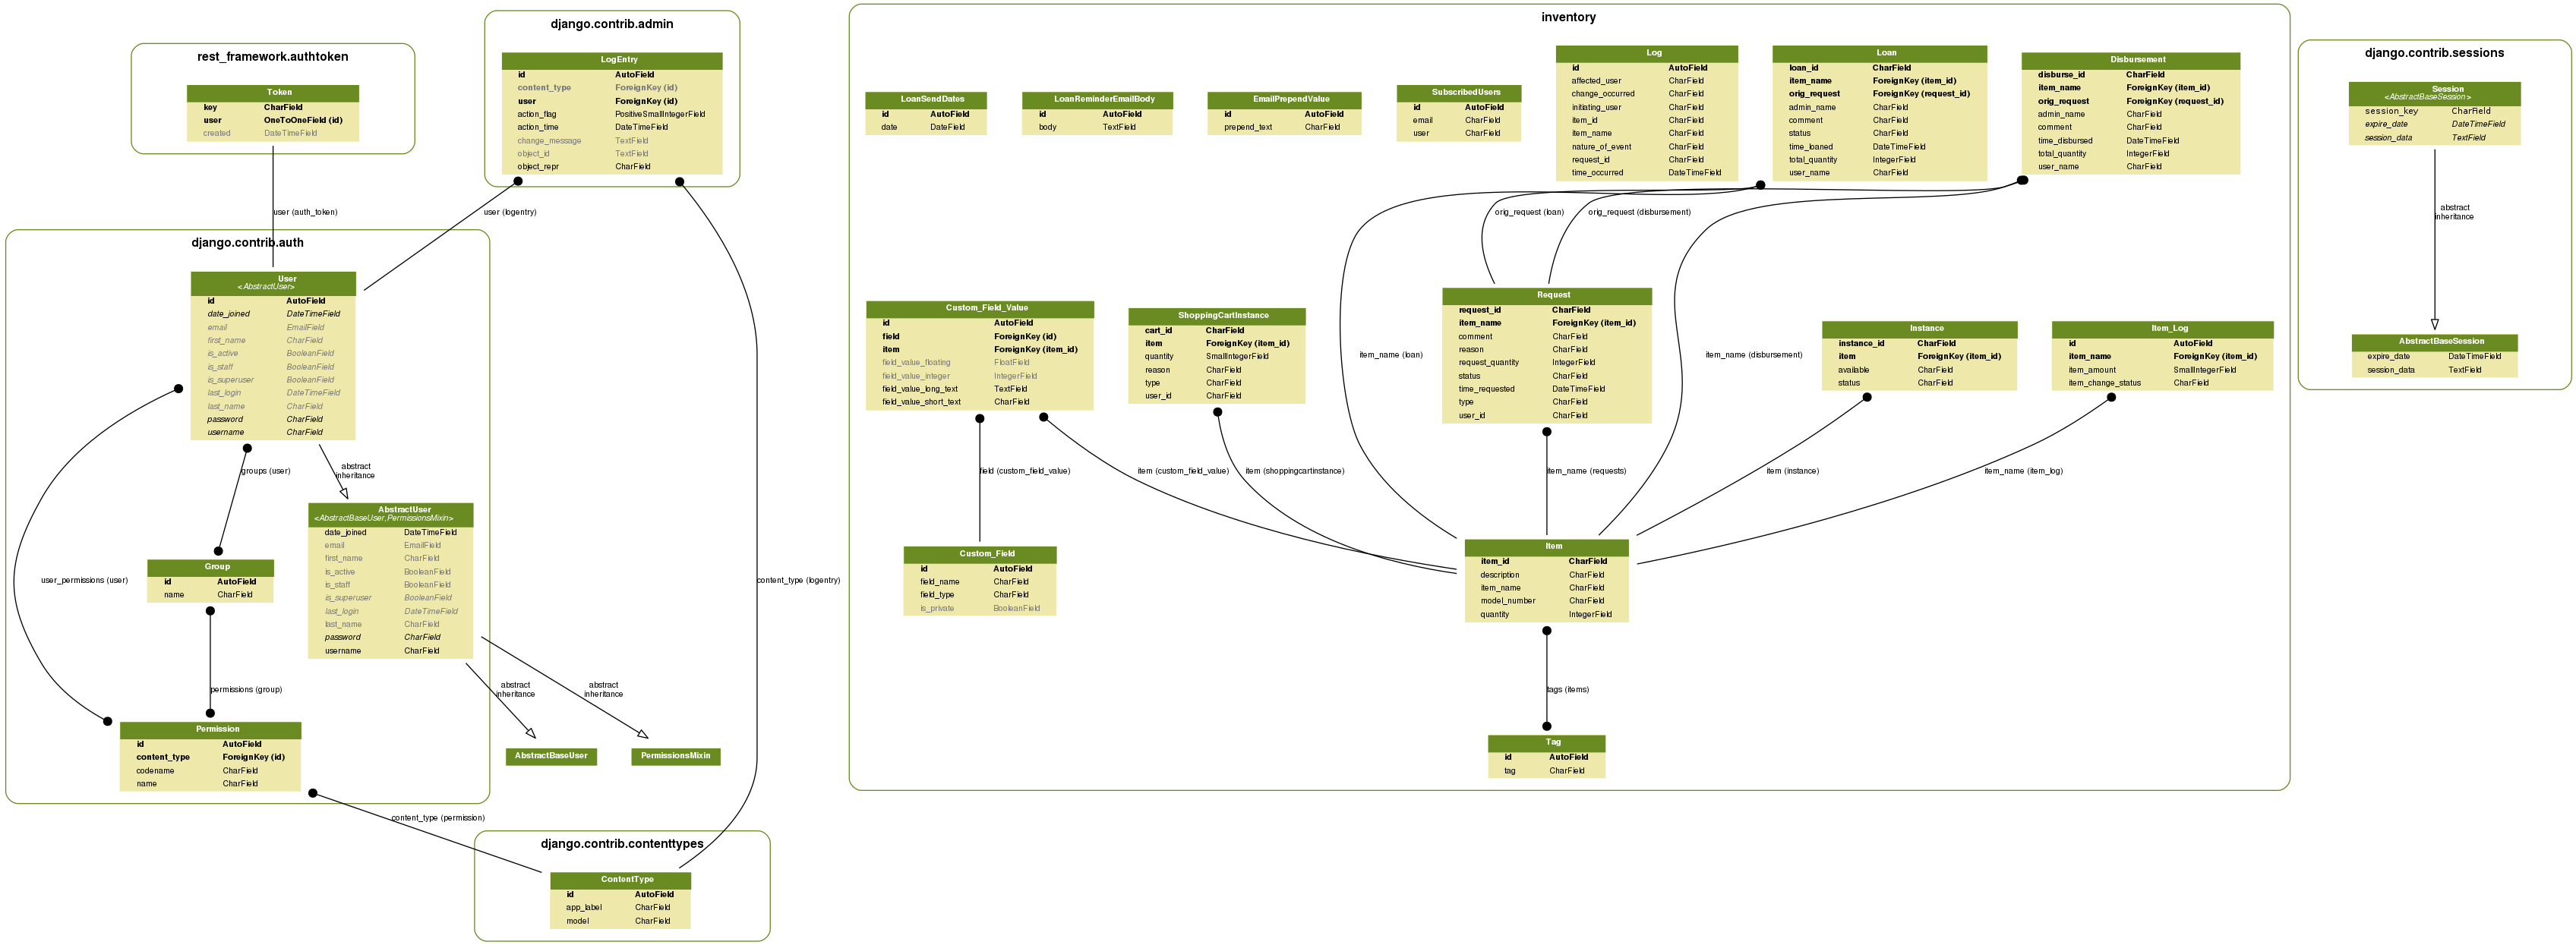 rest_framework.authtoken
Token
key CharField
user OneToOneField (id)
created DateTimeField
django.contrib.admin
LogEntry
id AutoField
content_type ForeignKey (id)
user ForeignKey (id)
action_flag PositiveSmallIntegerField
action_time DateTimeField
change_message TextField
object_id TextField
object_repr CharField
user (auth_token)
user (logentry)
django.contrib.auth
User
<AbstractUser>
id AutoField
date_joined DateTimeField
email EmailField
first_name CharField
is_active BooleanField
is_staff BooleanField
is_superuser BooleanField
last_login DateTimeField
last_name CharField
password CharField
username CharField
groups (user)
abstract
inheritance
AbstractUser
<AbstractBaseUser,PermissionsMixin>
date_joined DateTimeField
email EmailField
first_name CharField
is_active BooleanField
is_staff BooleanField
is_superuser BooleanField
last_login DateTimeField
last_name CharField
password CharField
username CharField
Group
id AutoField
name CharField
user_permissions (user)
content_type (logentry)
permissions (group)
abstract
inheritance
abstract
inheritance
Permission
id AutoField
content_type ForeignKey (id)
codename CharField
name CharField
AbstractBaseUser
PermissionsMixin
content_type (permission)
django.contrib.contenttypes
ContentType
id AutoField
app_label CharField
model CharField
inventory
LoanSendDates
id AutoField
date DateField
LoanReminderEmailBody
id AutoField
body TextField
EmailPrependValue
id AutoField
prepend_text CharField
SubscribedUsers
id AutoField
email CharField
user CharField
Log
id AutoField
affected_user CharField
change_occurred CharField
initiating_user CharField
item_id CharField
item_name CharField
nature_of_event CharField
request_id CharField
time_occurred DateTimeField
Loan
loan_id CharField
item_name ForeignKey (item_id)
orig_request ForeignKey (request_id)
admin_name CharField
comment CharField
status CharField
time_loaned DateTimeField
total_quantity IntegerField
user_name CharField
Disbursement
disburse_id CharField
item_name ForeignKey (item_id)
orig_request ForeignKey (request_id)
admin_name CharField
comment CharField
time_disbursed DateTimeField
total_quantity IntegerField
user_name CharField
orig_request (loan)
orig_request (disbursement)
Custom_Field_Value
id AutoField
field ForeignKey (id)
item ForeignKey (item_id)
field_value_floating FloatField
field_value_integer IntegerField
field_value_long_text TextField
field_value_short_text CharField
ShoppingCartInstance
cart_id CharField
item ForeignKey (item_id)
quantity SmallIntegerField
reason CharField
type CharField
user_id CharField
Request
request_id CharField
item_name ForeignKey (item_id)
comment CharField
reason CharField
request_quantity IntegerField
status CharField
time_requested DateTimeField
type CharField
user_id CharField
Instance
instance_id CharField
item ForeignKey (item_id)
available CharField
status CharField
Item_Log
id AutoField
item_name ForeignKey (item_id)
item_amount SmallIntegerField
item_change_status CharField
item_name (loan)
item_name (disbursement)
field (custom_field_value)
item (custom_field_value)
item (shoppingcartinstance)
item_name (requests)
item (instance)
item_name (item_log)
Custom_Field
id AutoField
field_name CharField
field_type CharField
is_private BooleanField
Item
item_id CharField
description CharField
item_name CharField
model_number CharField
quantity IntegerField
tags (items)
Tag
id AutoField
tag CharField
django.contrib.sessions
Session
<AbstractBaseSession>
session_key CharField
expire_date DateTimeField
session_data TextField
abstract
inheritance
AbstractBaseSession
expire_date DateTimeField
session_data TextField